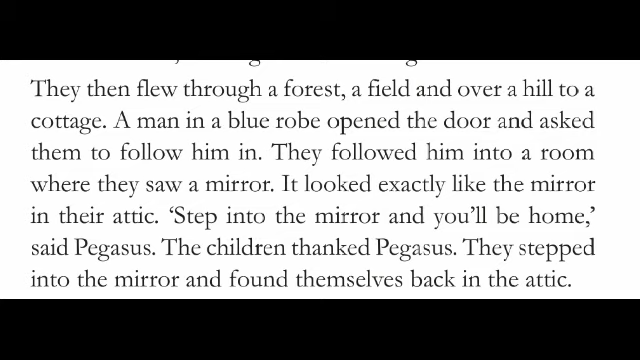 They then flew through a forest, a field and over a hill to a
cottage. A man in a blue robe opened the door and asked
them to follow him in. They followed him into a room
where they saw a mirror. It looked exactly like the mirror
in their attic. ‘Step into the mirror and you’ll be home,’
said Pegasus. The children thanked Pegasus. They stepped
into the mirror and found themselves back in the attic.